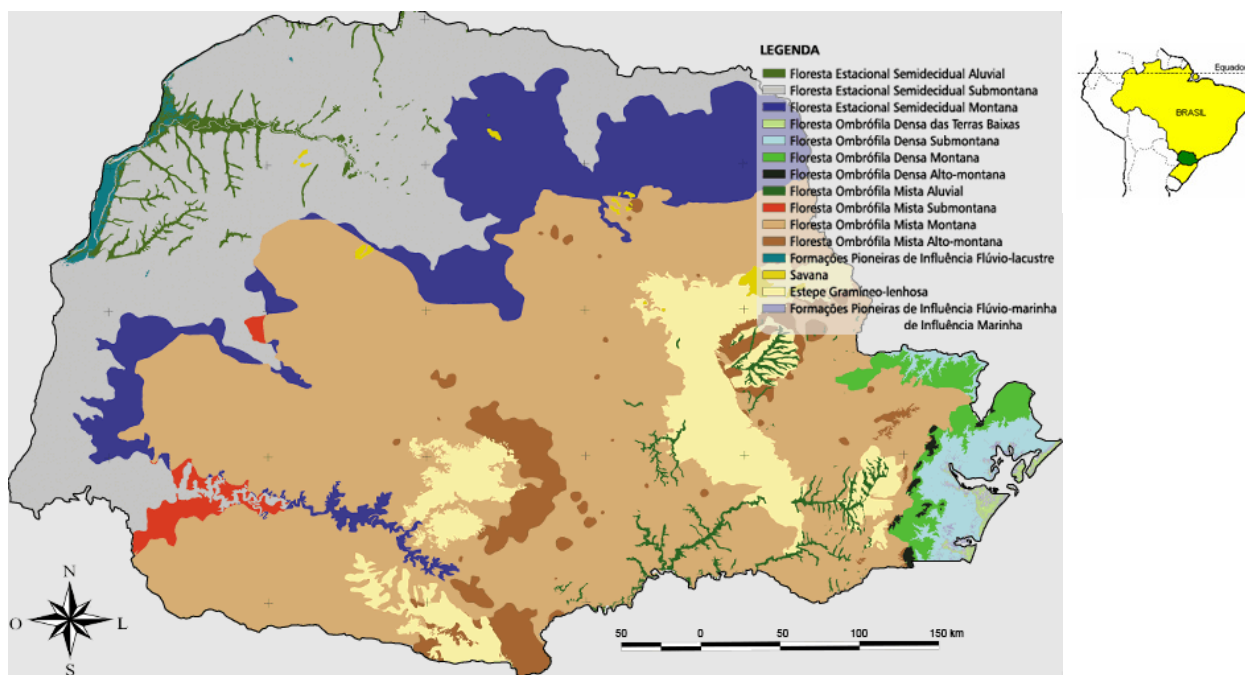 LEGENDA
Floresta Estacional Semidecidual Aluvial
Floresta Estacional Semidecidual Submontana
Floresta Estacional Semidecidual Montana
Floresta Ombrófila Densa das Terras Baixas
Floresta Ombrófila Densa Submontana
Floresta Ombrófila Densa Montana
Floresta Ombrófila Densa Alto-montana
Floresta Ombrófila Mista Aluvial
Floresta Ombrófila Mista Submontana
Floresta Ombrófila Mista Montana
Floresta Ombrófila Mista Alto-montana
Formações Pioneiras de Influência Flúvio-lacustre
Savana
Estepe Gramíneo-lenhosa
Formações Pioneiras de Influência Flúvio-marinha
de Influência Marinha
Equador
BRASIL
N
O
L
S
50 0 50 100 150 km